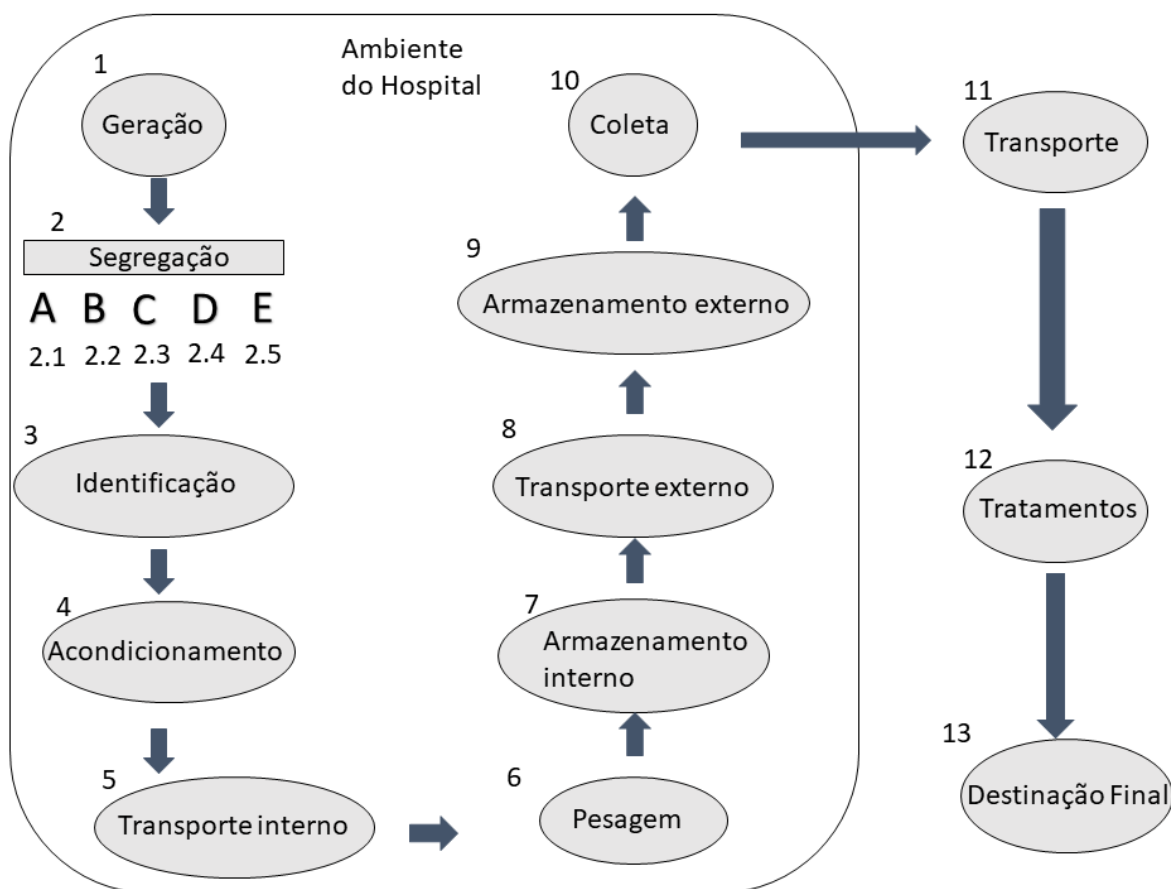 Ambiente
do Hospital
1
Geração
2
Segregação
A B C D E
2.1 2.2 2.3 2.4 2.5
3
Identificação
4
Acondicionamento
5
Transporte interno
6
Pesagem
7
Armazenamento
interno
8
Transporte externo
9
Armazenamento externo
10
Coleta
11
Transporte
12
Tratamentos
13
Destinação Final